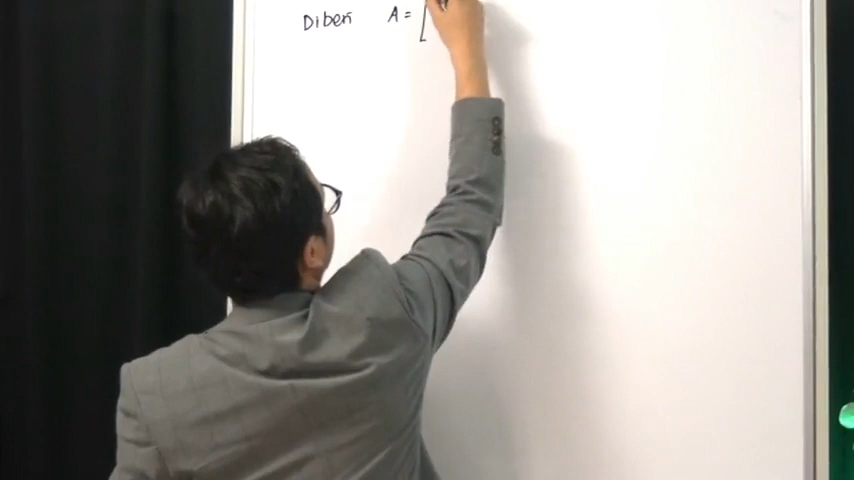 Diberi A = [